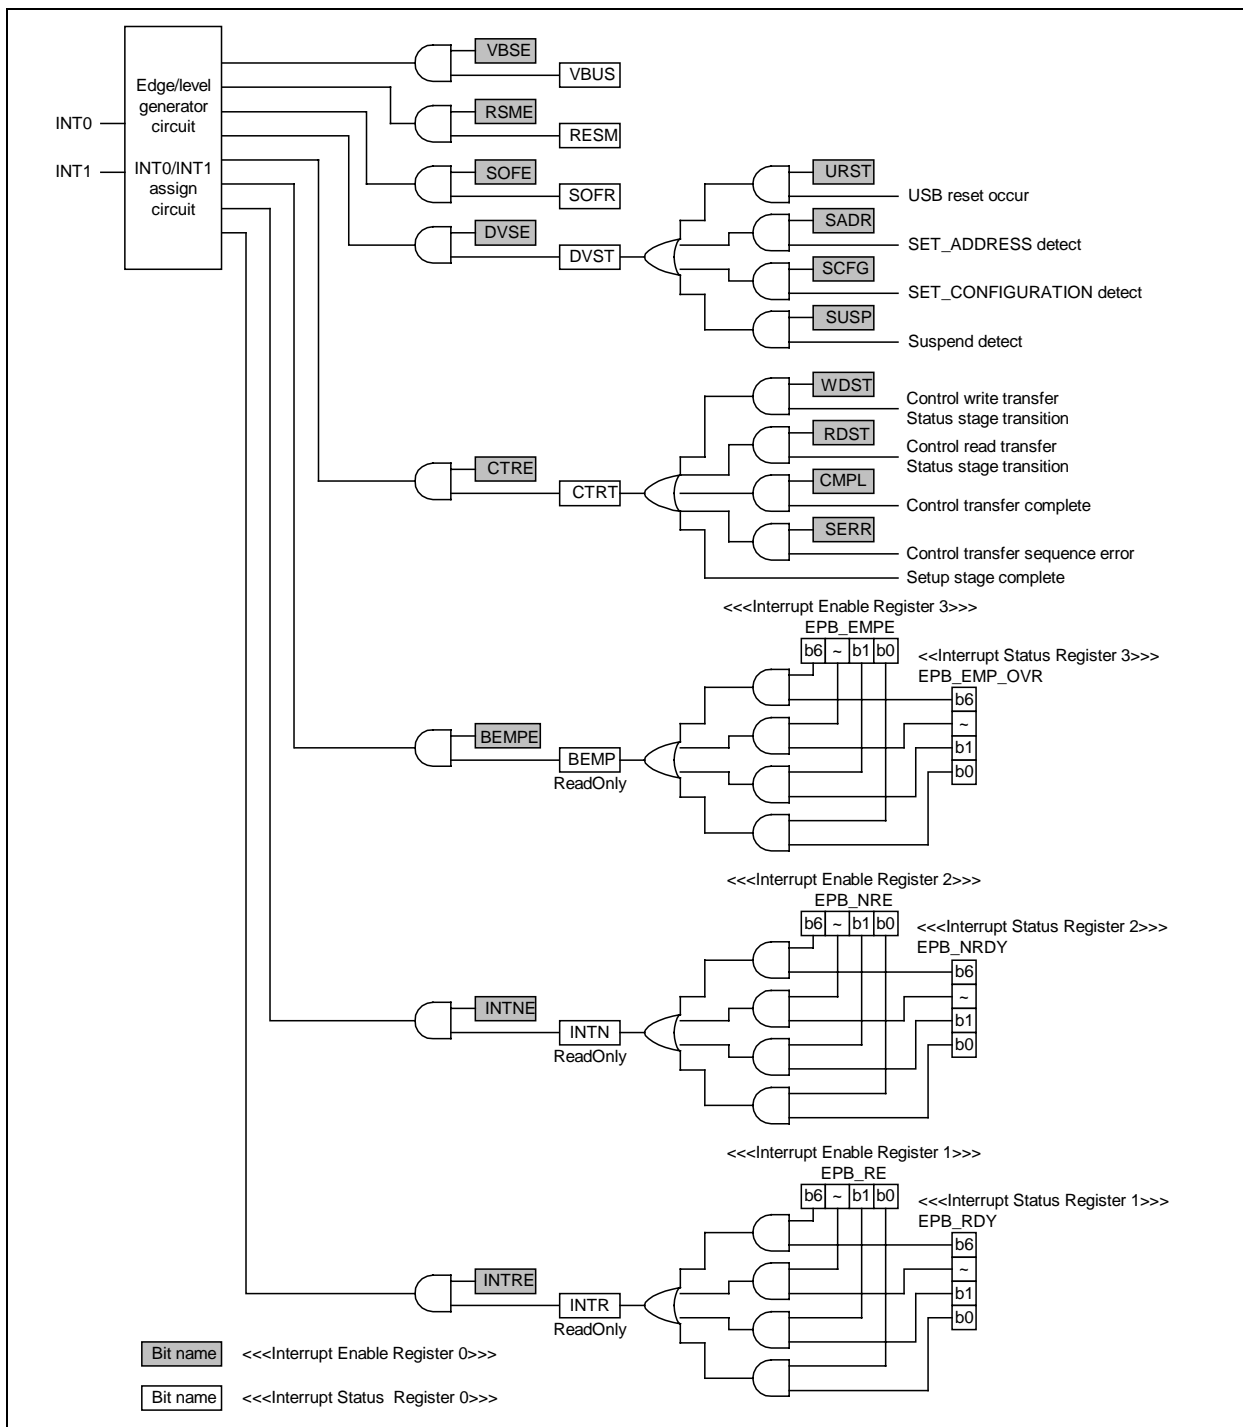 Edge/level
generator
circuit
INT0/INT1
assign
circuit
INT0
INT1
VBSE
VBUS
RSME
RESM
SOFE
SOFR
DVSE
DVST
URST
USB reset occur
SADR
SET_ADDRESS detect
SCFG
SET_CONFIGURATION detect
SUSP
Suspend detect
WDST
Control write transfer
Status stage transition
RDST
Control read transfer
Status stage transition
CTRE
CTRT
CMPL
Control transfer complete
SERR
Control transfer sequence error
Setup stage complete
<<<Interrupt Enable Register 3>>>
EPB_EMPE
b6 ~ b1 b0
<<Interrupt Status Register 3>>>
EPB_EMP_OVR
b6
~
b1
b0
BEMPE
BEMP
ReadOnly
<<<Interrupt Enable Register 2>>>
EPB_NRE
b6 ~ b1 b0
<<<Interrupt Status Register 2>>>
EPB_NRDY
b6
~
b1
b0
INTNE
INTN
ReadOnly
<<<Interrupt Enable Register 1>>>
EPB_RE
b6 ~ b1 b0
<<<Interrupt Status Register 1>>>
EPB_RDY
b6
~
b1
b0
INTRE
INTR
ReadOnly
Bit name <<<Interrupt Enable Register 0>>>
Bit name <<<Interrupt Status Register 0>>>